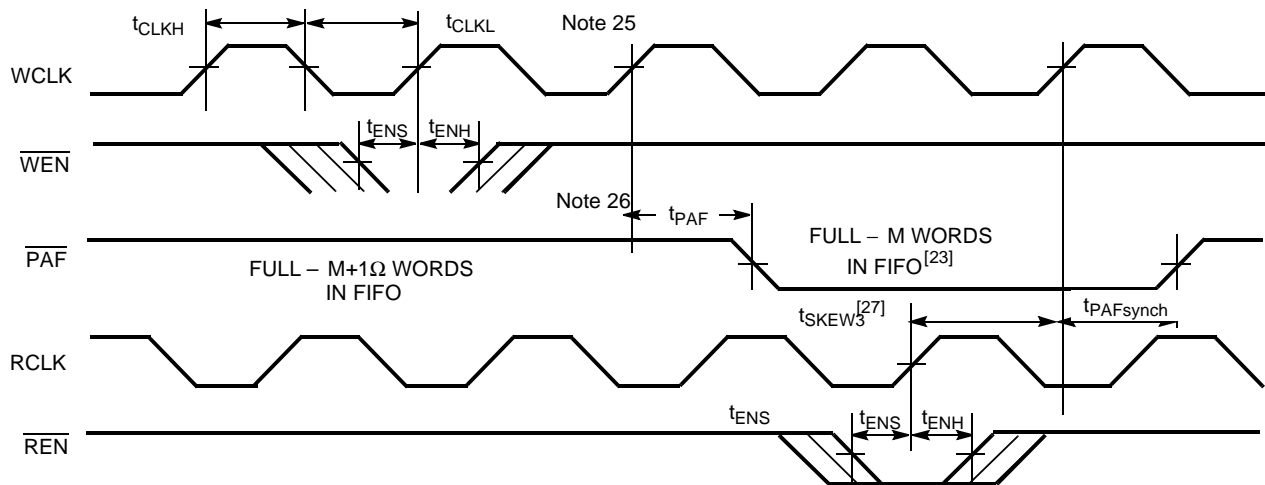 tCLKH
tCLKL
Note 25
WCLK
tENS
tENH
WEN
Note 26
tPAF
FULL – M WORDS
IN FIFO[23]
PAF
FULL – M+1Ω WORDS
IN FIFO
tSKEW3[27]
tPAFsynch
RCLK
tENS
tENS
tENH
REN